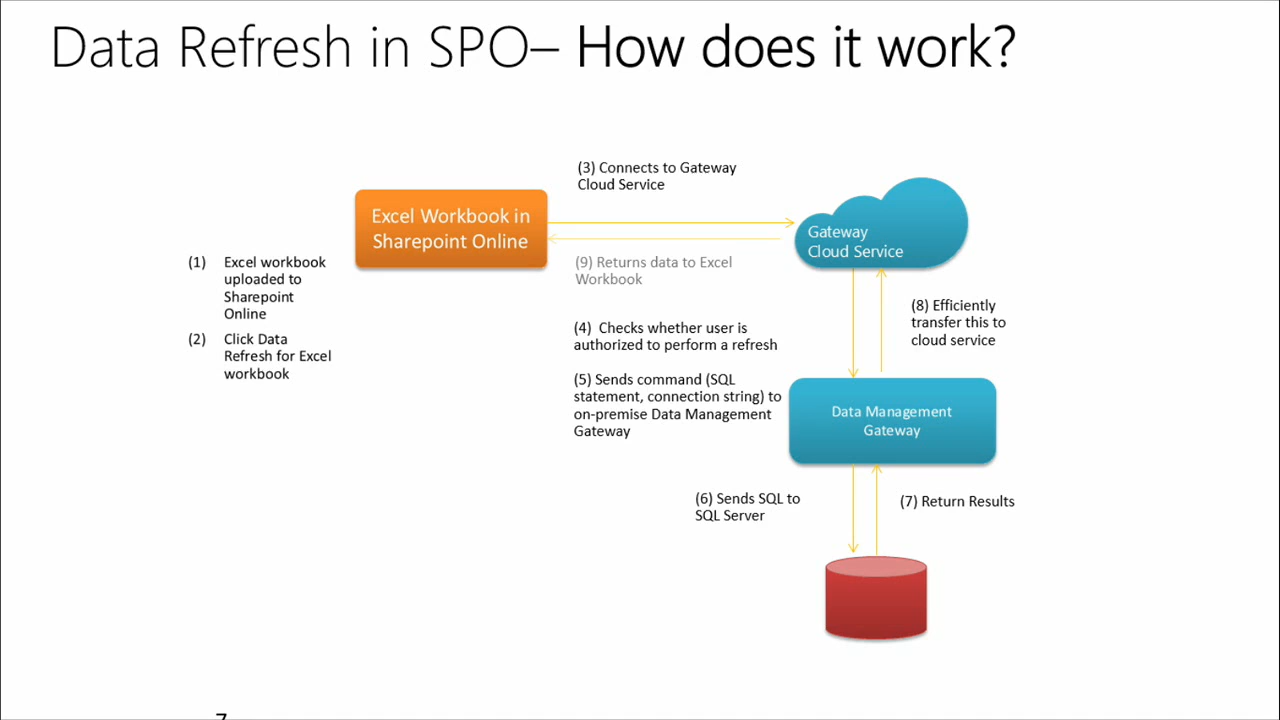 Data Refresh in SPO– How does it work?
(3) Connects to Gateway
Cloud Service
Excel Workbook in
Sharepoint Online
Gateway
Cloud Service
(1) Excel workbook
uploaded to
Sharepoint
Online
(2) Click Data
Refresh for Excel
workbook
(9) Returns data to Excel
Workbook
(4) Checks whether user is
authorized to perform a refresh
(5) Sends command (SQL
statement, connection string) to
on-premise Data Management
Gateway
(8) Efficiently
transfer this to
cloud service
Data Management
Gateway
(6) Sends SQL to
SQL Server
(7) Return Results
7